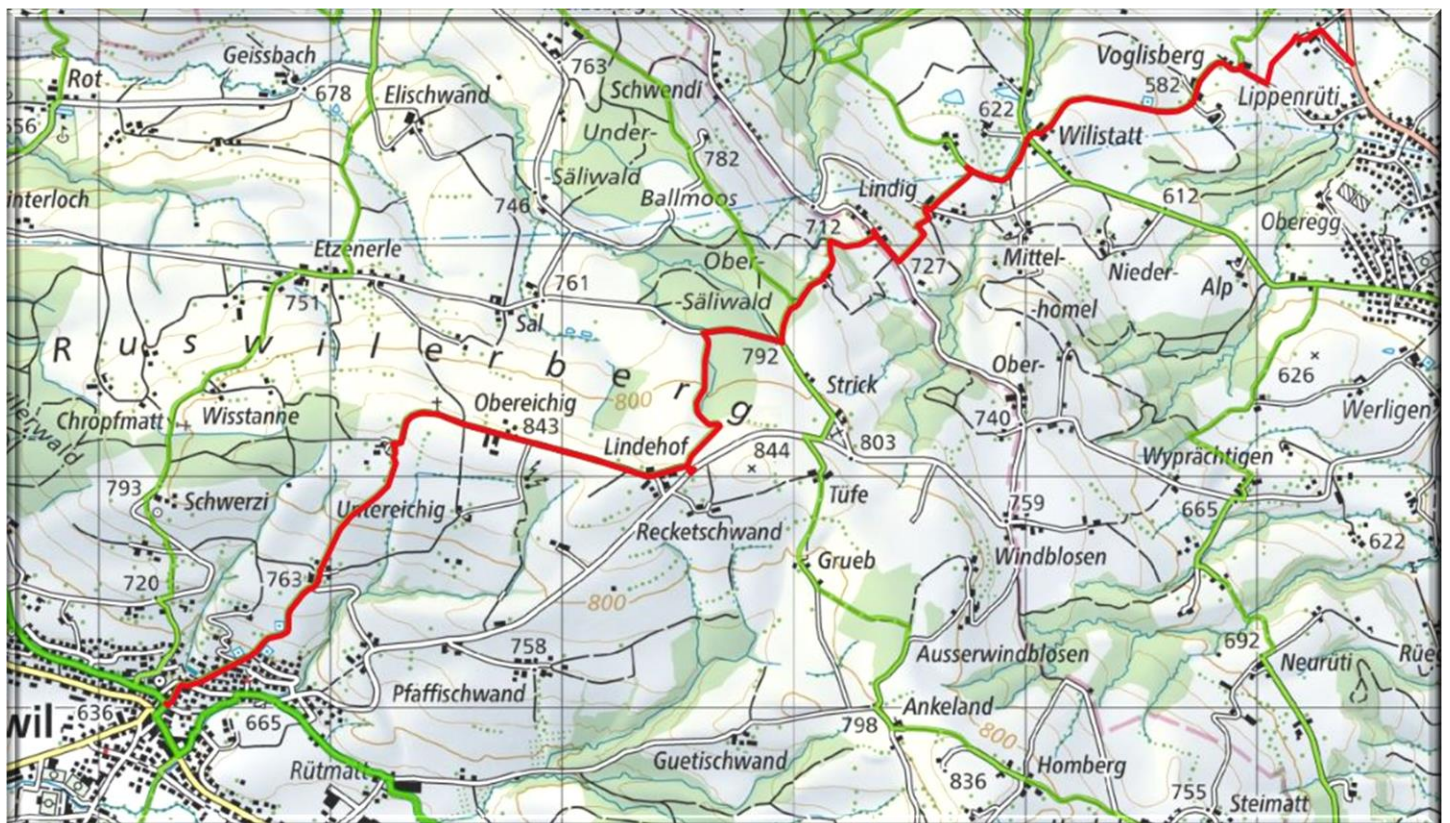 Geissbach
Rot
678
Elischwand
763
Schwendi
Voglisberg
582
Lippenrüti
622
Wilistatt
Under-
-Säliwald
782
Ballmoos
746
Lindig
612
Oberegg
712
Etzenerle
Ober-
-Säliwald
727
Mittel-
-homel
Nieder-
Alp
751
761
Sal
Ruswilerberg
792
Strick
Ober-
740
626
Werligen
800
Chropfmatt
Wisstanne
Obereichig
843
Lindehof
844
803
Wyprächtigen
793
Schwerzi
Untereichig
Tüfe
759
665
Recketschwand
Windblosen
622
720
763
Grueb
800
758
692
Neurüti
Ausserwindblosen
Pfaffischwand
636
wil
665
798
Ankeland
800
Guetischwand
Rütmatt
836
Homberg
755
Steimatt